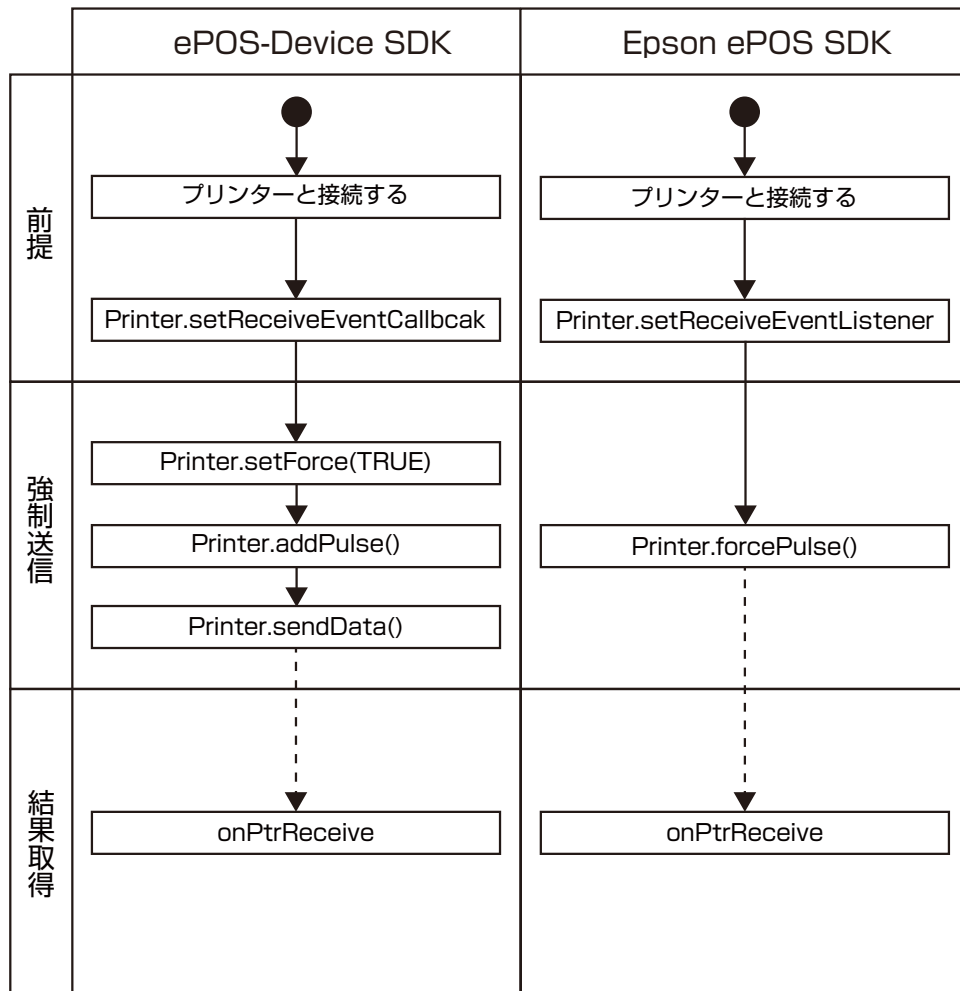 ePOS-Device SDK
Epson ePOS SDK
前提
プリンターと接続する
プリンターと接続する
Printer.setReceiveEventCallbcak
Printer.setReceiveEventListener
強制送信
Printer.setForce(TRUE)
Printer.addPulse()
Printer.forcePulse()
Printer.sendData()
結果取得
onPtrReceive
onPtrReceive